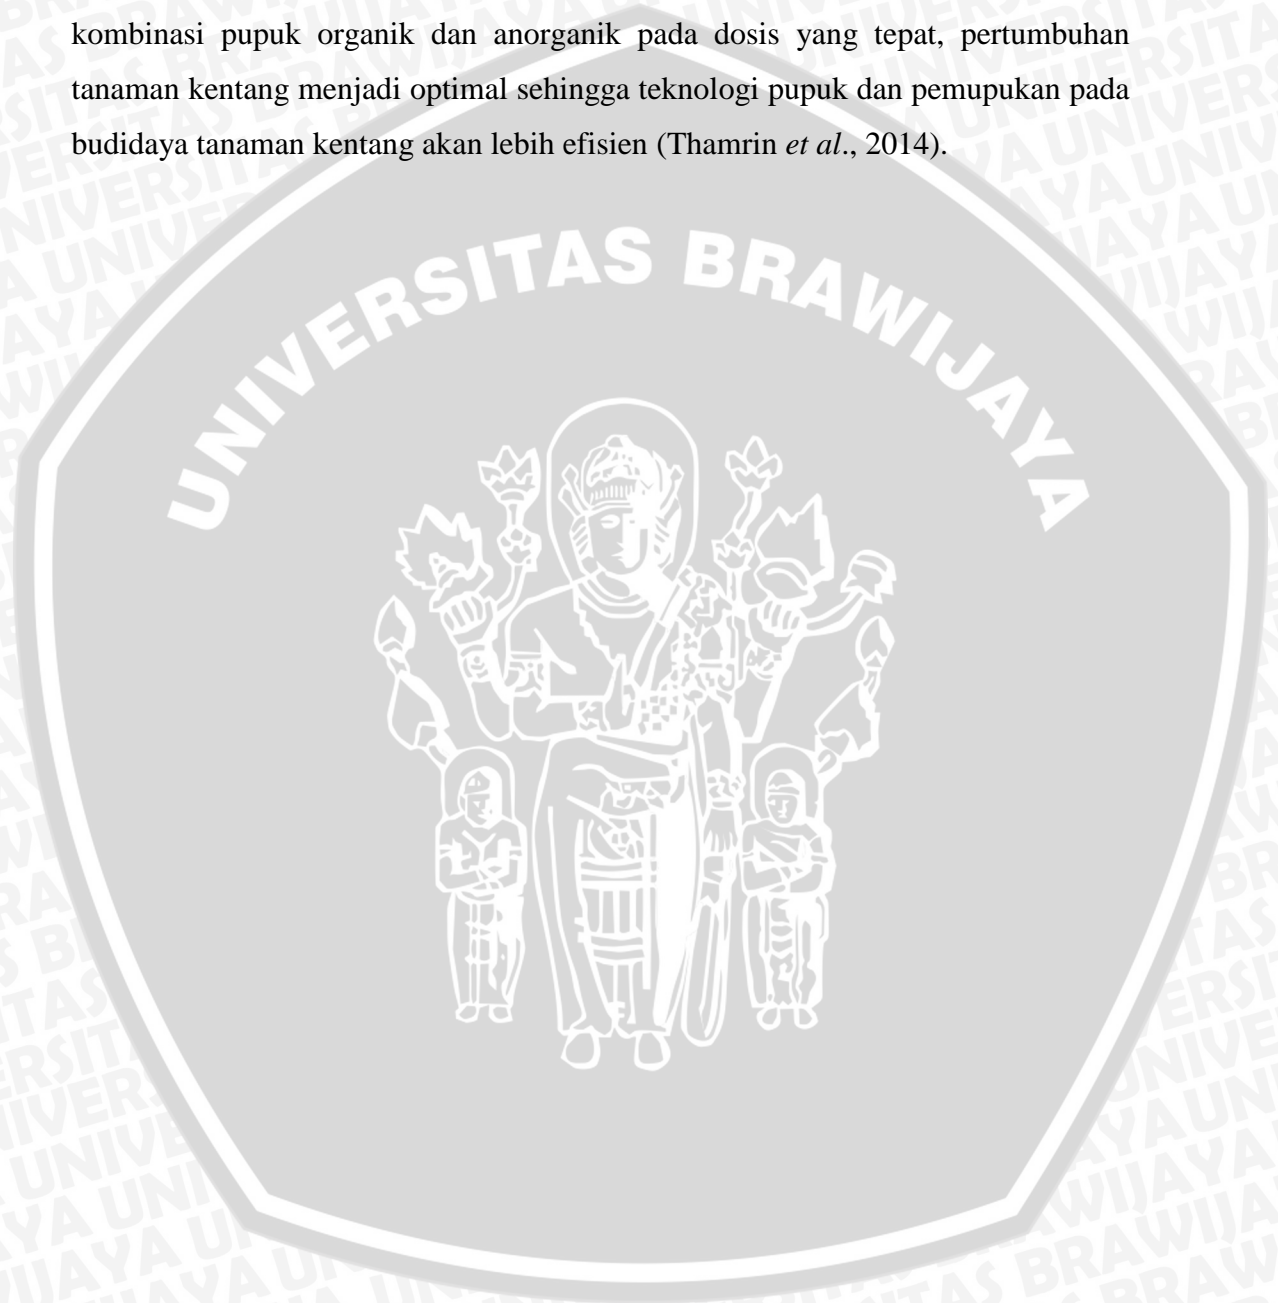 kombinasi pupuk organik dan anorganik pada dosis yang tepat, pertumbuhan
tanaman kentang menjadi optimal sehingga teknologi pupuk dan pemupukan pada
budidaya tanaman kentang akan lebih efisien (Thamrin et al., 2014).
UNIVERSITAS BRAWIJAYA